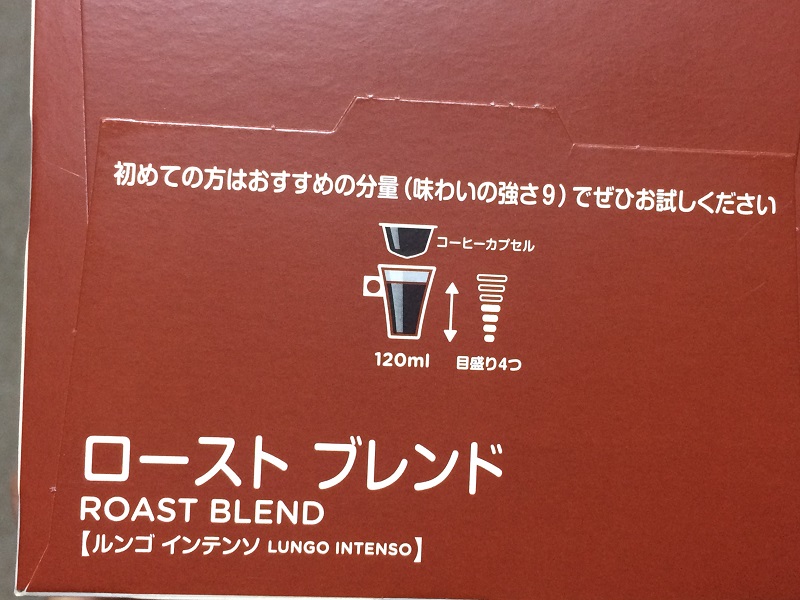 初めての方はおすすめの分量（味わいの強さ9）でぜひお試しください
コーヒーカプセル
120ml 目盛り4つ
ロースト ブレンド
ROAST BLEND
【ルンゴ インテンソ LUNGO INTENSO】